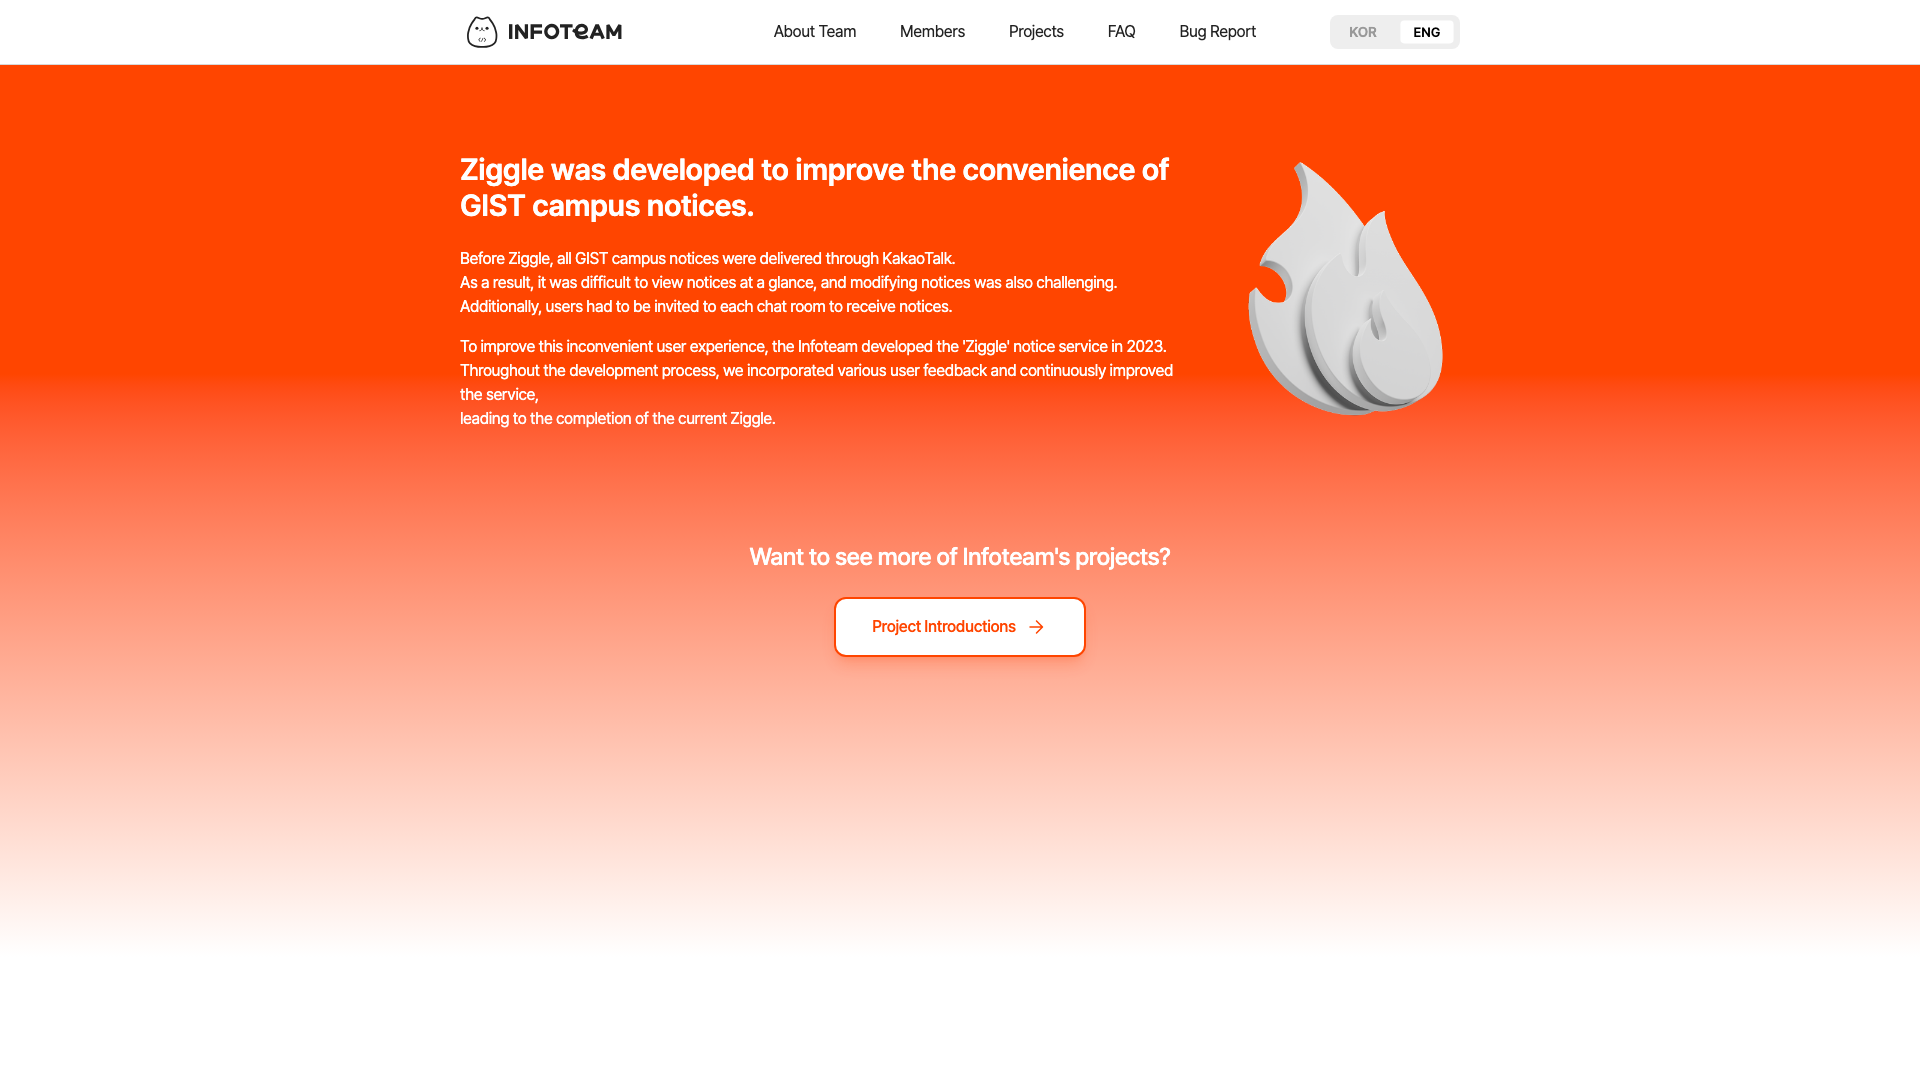 INFOTEAM
About Team
Members
Projects
FAQ
Bug Report
KOR
ENG
Ziggle was developed to improve the convenience of
GIST campus notices.
Before Ziggle, all GIST campus notices were delivered through KakaoTalk.
As a result, it was difficult to view notices at a glance, and modifying notices was also challenging.
Additionally, users had to be invited to each chat room to receive notices.
To improve this inconvenient user experience, the Infoteam developed the 'Ziggle' notice service in 2023.
Throughout the development process, we incorporated various user feedback and continuously improved
the service,
leading to the completion of the current Ziggle.
Want to see more of Infoteam's projects?
Project Introductions